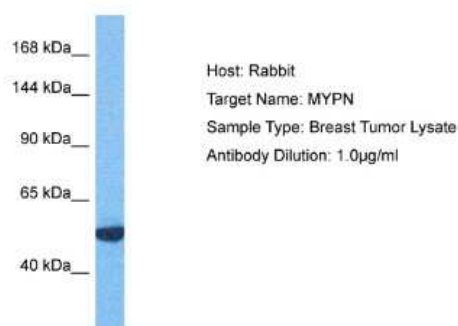 168 kDa
144 kDa
90 kDa
65 kDa
40 kDa
Host: Rabbit
Target Name: MYPN
Sample Type: Breast Tumor Lysate
Antibody Dilution: 1.0µg/ml